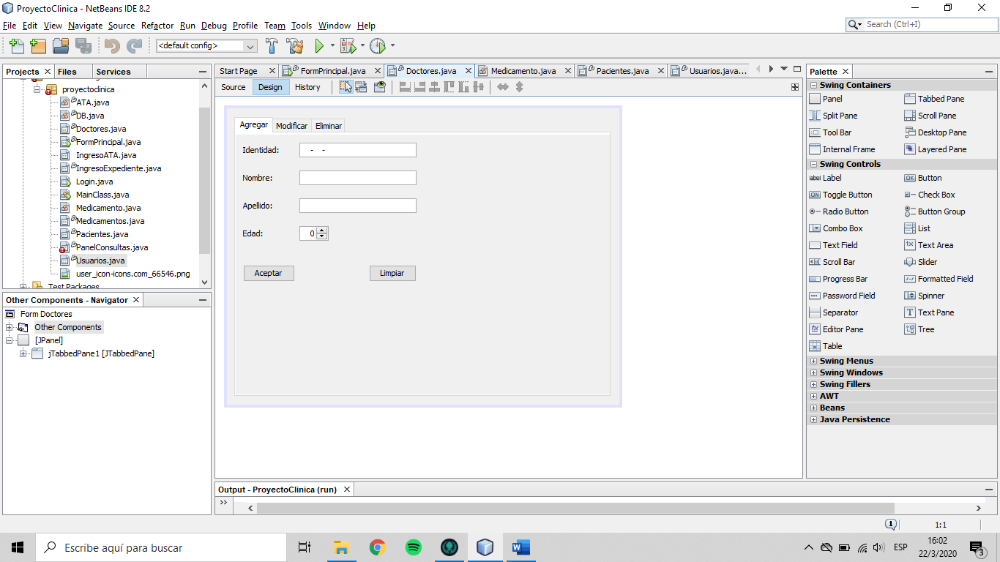 ProyectoClinica - NetBeans IDE 8.2
File Edit View Navigate Source Refactor Run Debug Profile Team Tools Window Help
Search (Ctrl+I)
<default config>
Projects Files Services
proyectoclinica
ATA.java
DB.java
Doctores.java
FormPrincipal.java
IngresoATA.java
IngresoExpediente.java
Login.java
MainClass.java
Medicamento.java
Medicamentos.java
Pacientes.java
PanelConsultas.java
Usuarios.java
user_icon-icons.com_66546.png
Test Packages
Other Components - Navigator
Form Doctores
Other Components
[JPanel]
jTabbedPane1 [JTabbedPane]
Start Page FormPrincipal.java Doctores.java Medicamento.java Pacientes.java Usuarios.java...
Source Design History
Agregar Modificar Eliminar
Identidad: - -
Nombre:
Apellido:
Edad: 0
Aceptar Limpiar
Output - ProyectoClinica (run)
Palette
Swing Containers
Panel Tabbed Pane
Split Pane Scroll Pane
Tool Bar Desktop Pane
Internal Frame Layered Pane
Swing Controls
label Label OK Button
ON Toggle Button Check Box
Radio Button Button Group
Combo Box List
Text Field Text Area
Scroll Bar Slider
Progress Bar Formatted Field
Password Field Spinner
Separator Text Pane
Editor Pane Tree
Table
Swing Menus
Swing Windows
Swing Fillers
AWT
Beans
Java Persistence
1 1:1
Escribe aquí para buscar
ESP
16:02
22/3/2020
3